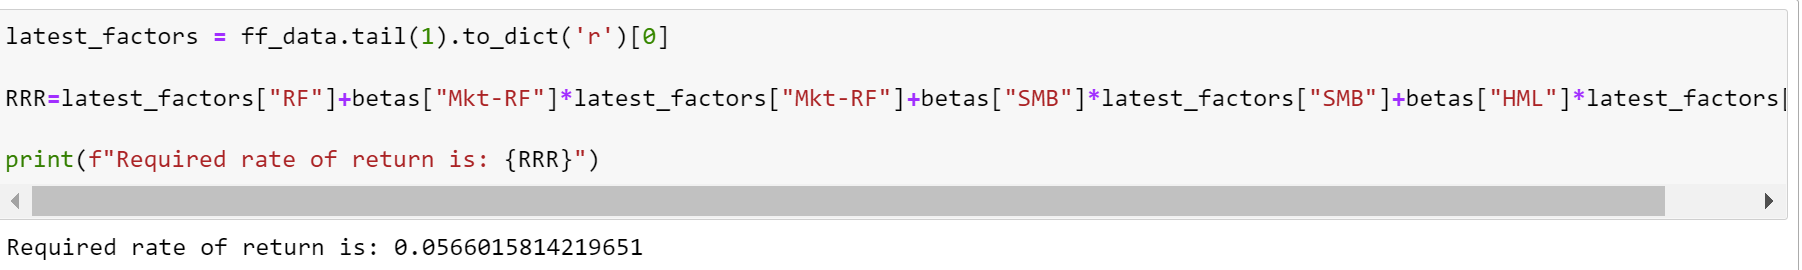 latest_factors = ff_data.tail(1).to_dict('r')[0]
RRR=latest_factors["RF"]+betas["Mkt-RF"]*latest_factors["Mkt-RF"]+betas["SMB"]*latest_factors["SMB"]+betas["HML"]*latest_factors[
print(f"Required rate of return is: {RRR}")
Required rate of return is: 0.0566015814219651